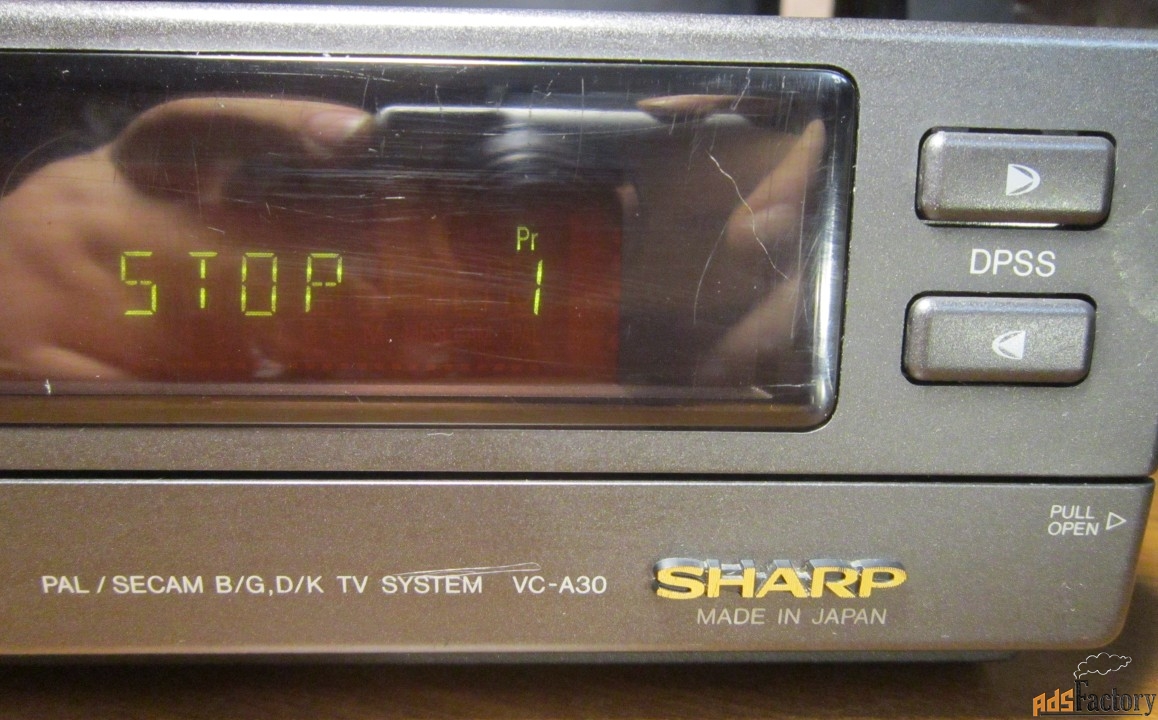 Pr
STOP 1
DPSS
PULL
OPEN
PAL / SECAM B/G,D/K TV SYSTEM VC-A30
SHARP
MADE IN JAPAN
AdsFactory